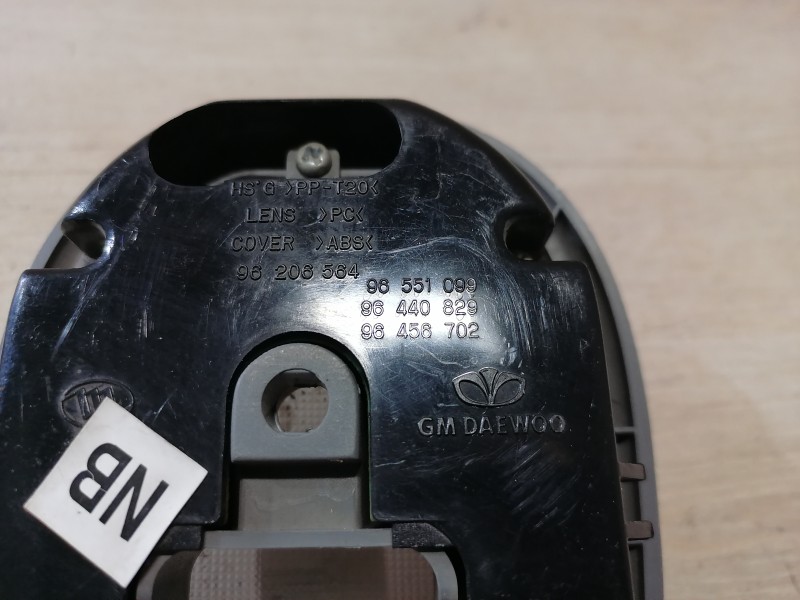 HS'G >PP-T20<
LENS >PC<
COVER >ABS<
96 206 564
96 551 099
96 440 829
96 456 702
GM DAEWOO
NB